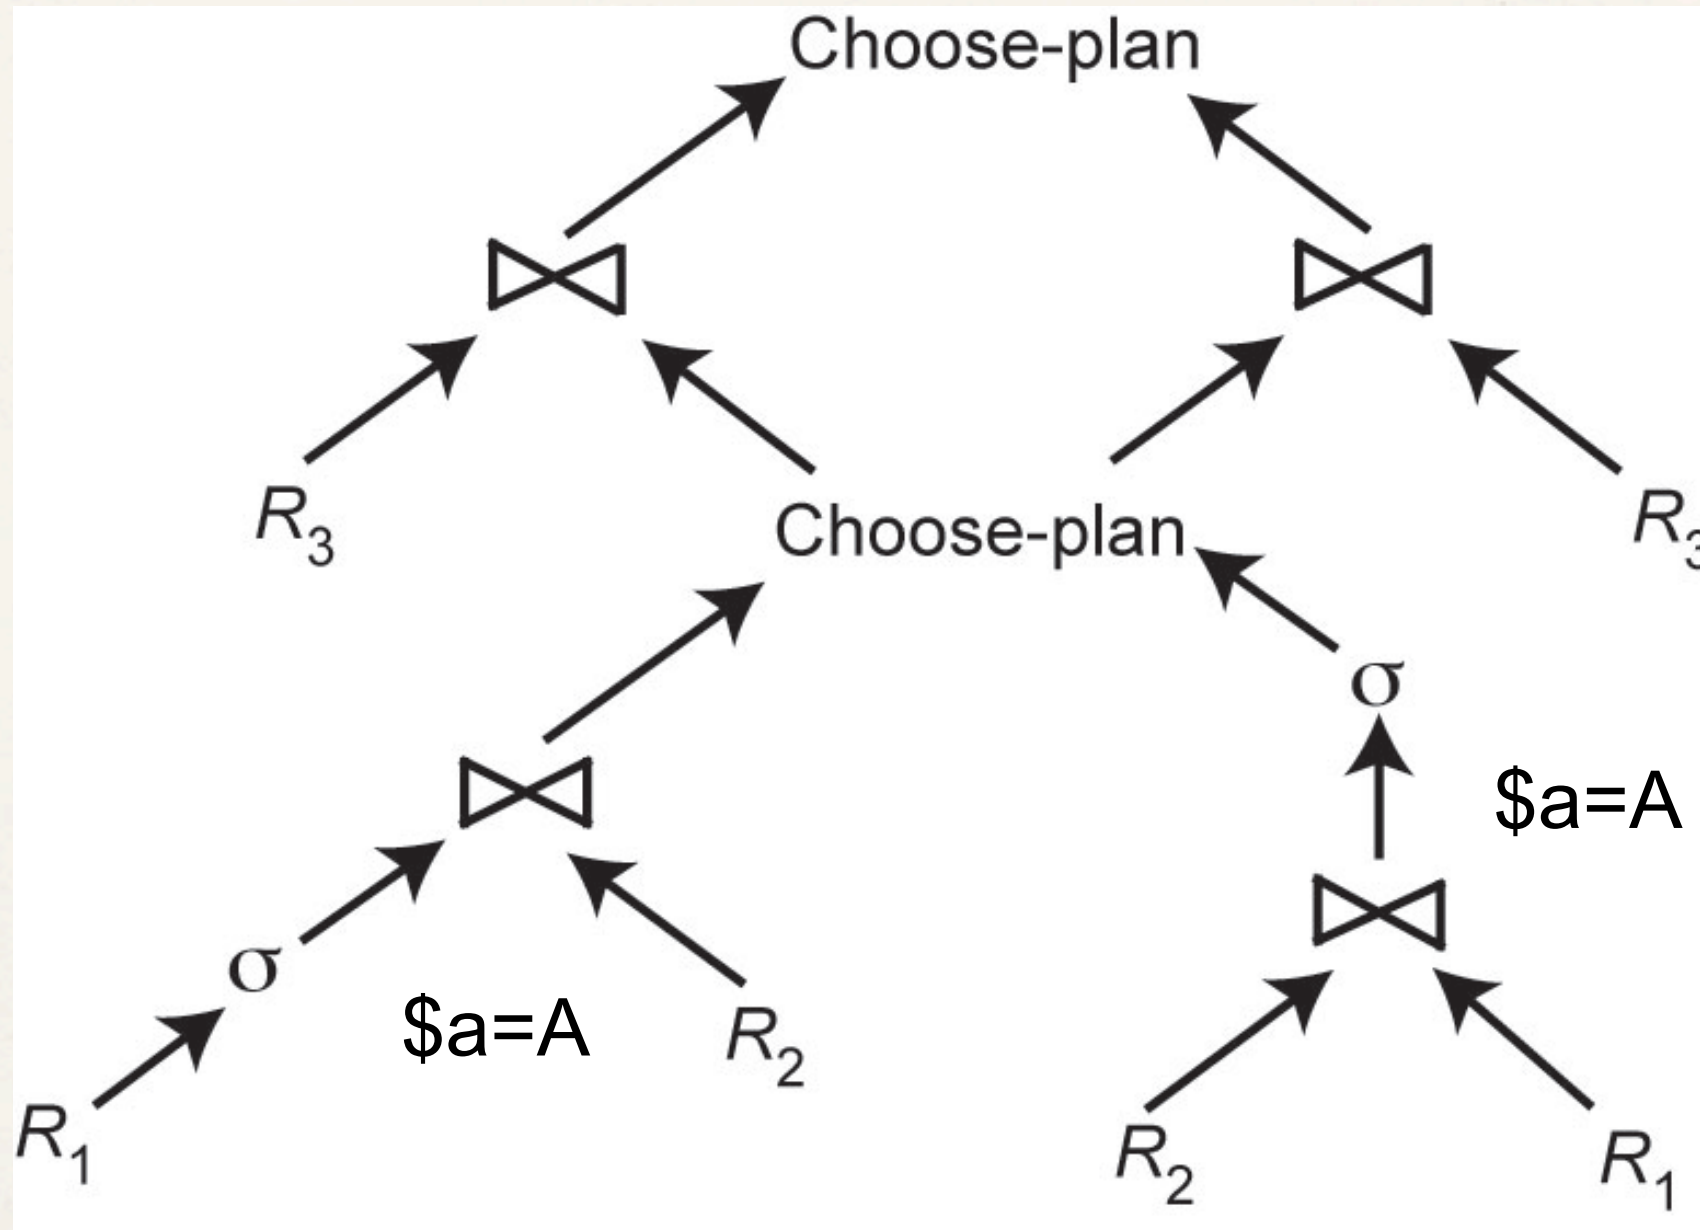 Choose-plan
R3
Choose-plan
R3
σ
$a=A
σ
$a=A
R2
R1
R2
R1